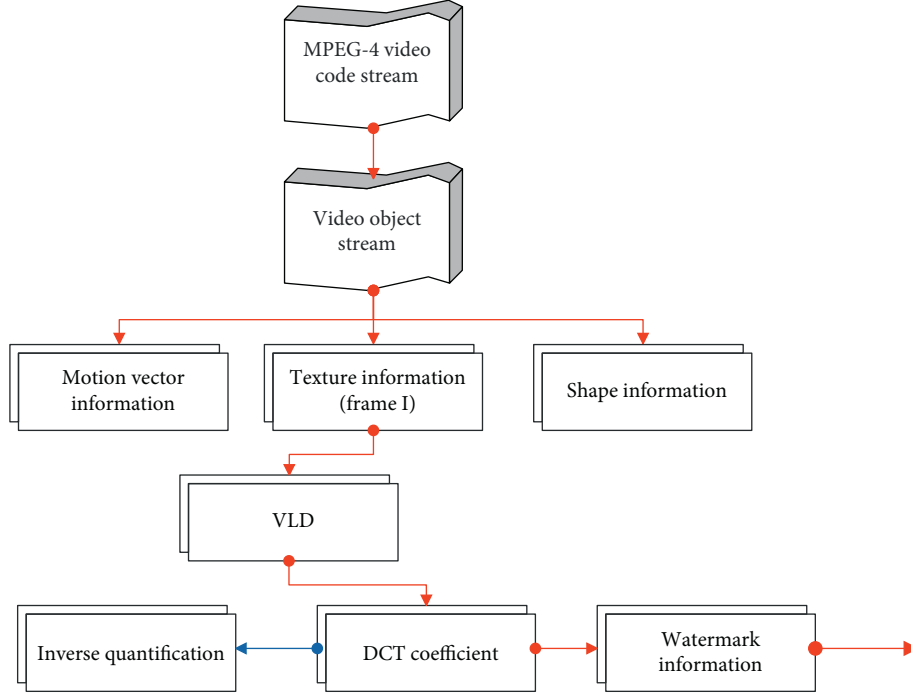 MPEG-4 video
code stream
Video object
stream
Motion vector
information
Texture information
(frame I)
Shape information
VLD
Inverse quantification
DCT coefficient
Watermark
information